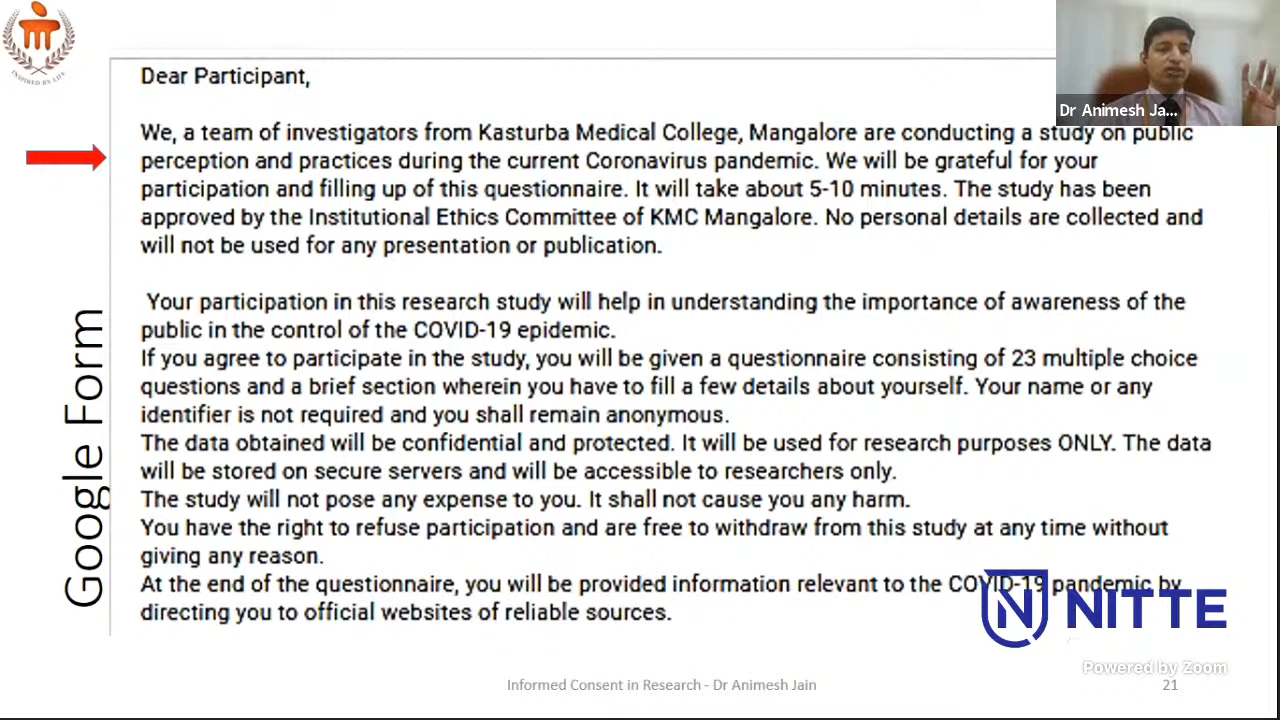 INSPIRED BY LIFE
Dr Animesh Ja...
Dear Participant,
We, a team of investigators from Kasturba Medical College, Mangalore are conducting a study on public
perception and practices during the current Coronavirus pandemic. We will be grateful for your
participation and filling up of this questionnaire. It will take about 5-10 minutes. The study has been
approved by the Institutional Ethics Committee of KMC Mangalore. No personal details are collected and
will not be used for any presentation or publication.
Your participation in this research study will help in understanding the importance of awareness of the
public in the control of the COVID-19 epidemic.
If you agree to participate in the study, you will be given a questionnaire consisting of 23 multiple choice
questions and a brief section wherein you have to fill a few details about yourself. Your name or any
identifier is not required and you shall remain anonymous.
The data obtained will be confidential and protected. It will be used for research purposes ONLY. The data
will be stored on secure servers and will be accessible to researchers only.
The study will not pose any expense to you. It shall not cause you any harm.
You have the right to refuse participation and are free to withdraw from this study at any time without
giving any reason.
At the end of the questionnaire, you will be provided information relevant to the COVID-19 pandemic by
directing you to official websites of reliable sources.
Google Form
NITTE
Powered by Zoom
Informed Consent in Research - Dr Animesh Jain
21